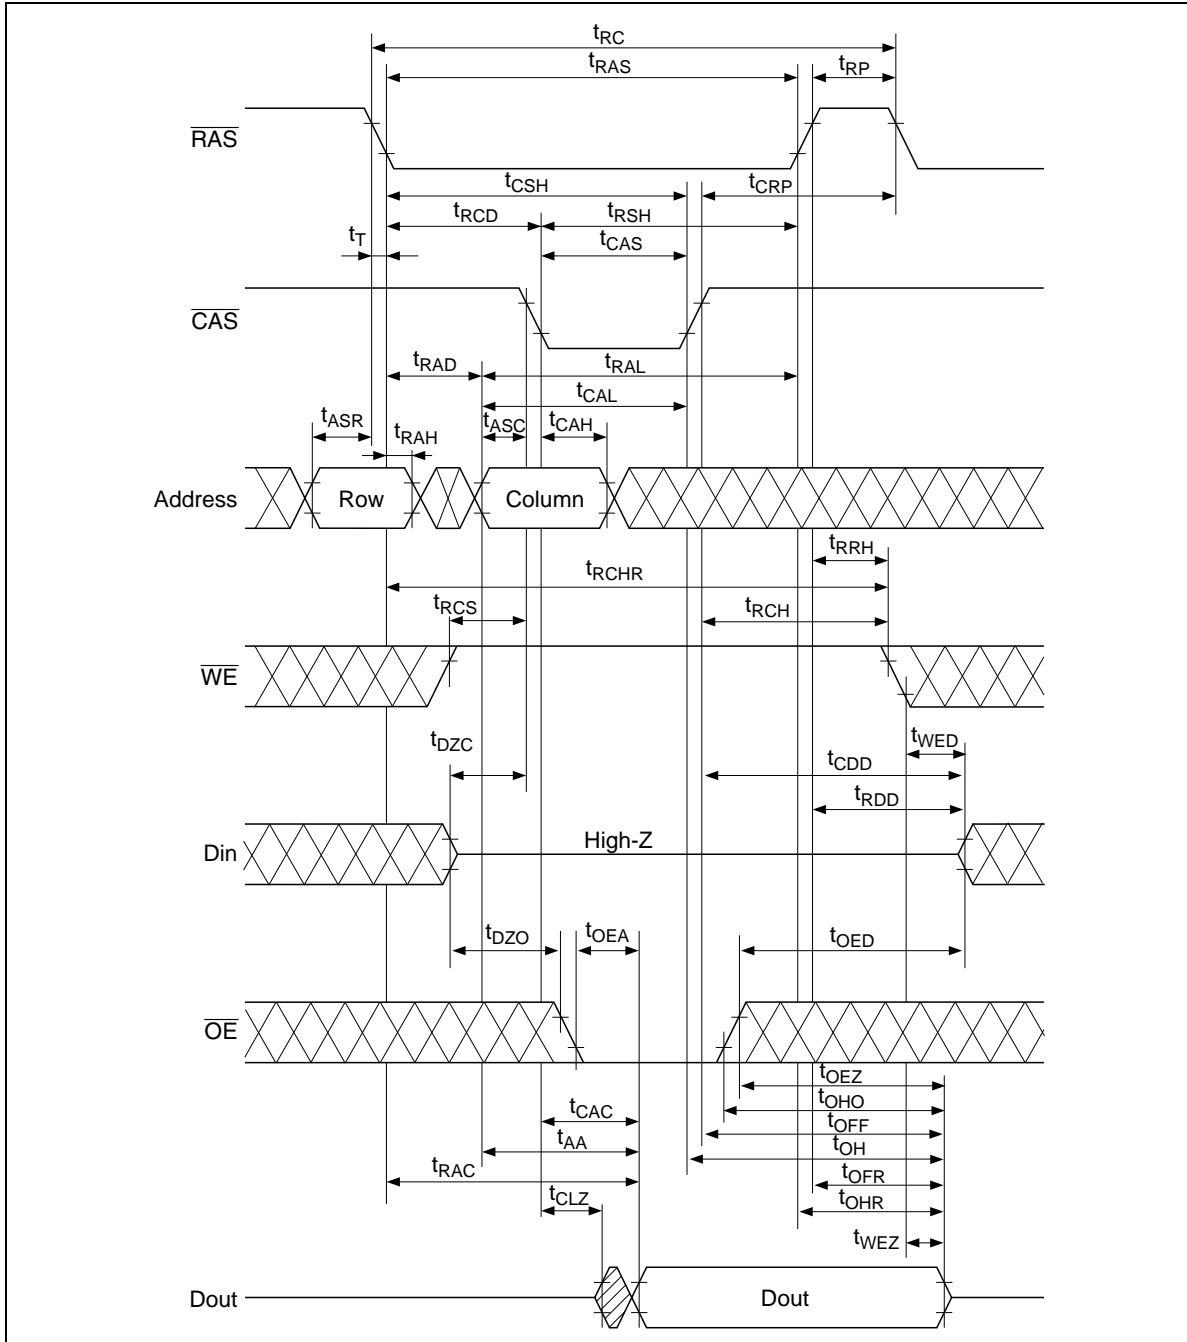 tRC
tRAS
tRP
RAS
tCSH
tCRP
tRCD
tRSH
tT
tCAS
CAS
tRAD
tRAL
tCAL
tASR
tASC
tCAH
tRAH
Address
Row
Column
tRRH
tRCHR
tRCS
tRCH
WE
tDZC
tWED
tCDD
tRDD
High-Z
Din
tDZO
tOEA
tOED
OE
tOEZ
tOHO
tCAC
tOFF
tAA
tOH
tRAC
tOFR
tCLZ
tOHR
tWEZ
Dout
Dout